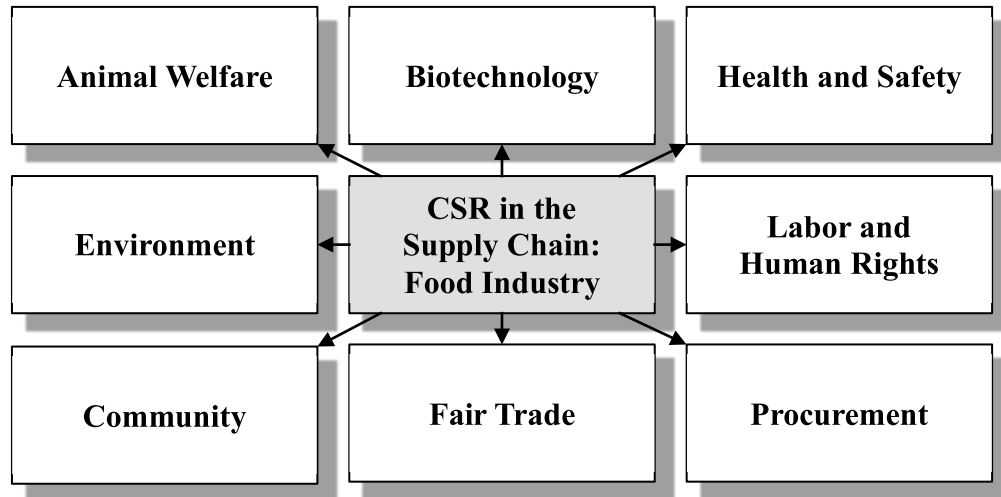 Animal Welfare
Biotechnology
Health and Safety
Environment
CSR in the
Supply Chain:
Food Industry
Labor and
Human Rights
Community
Fair Trade
Procurement